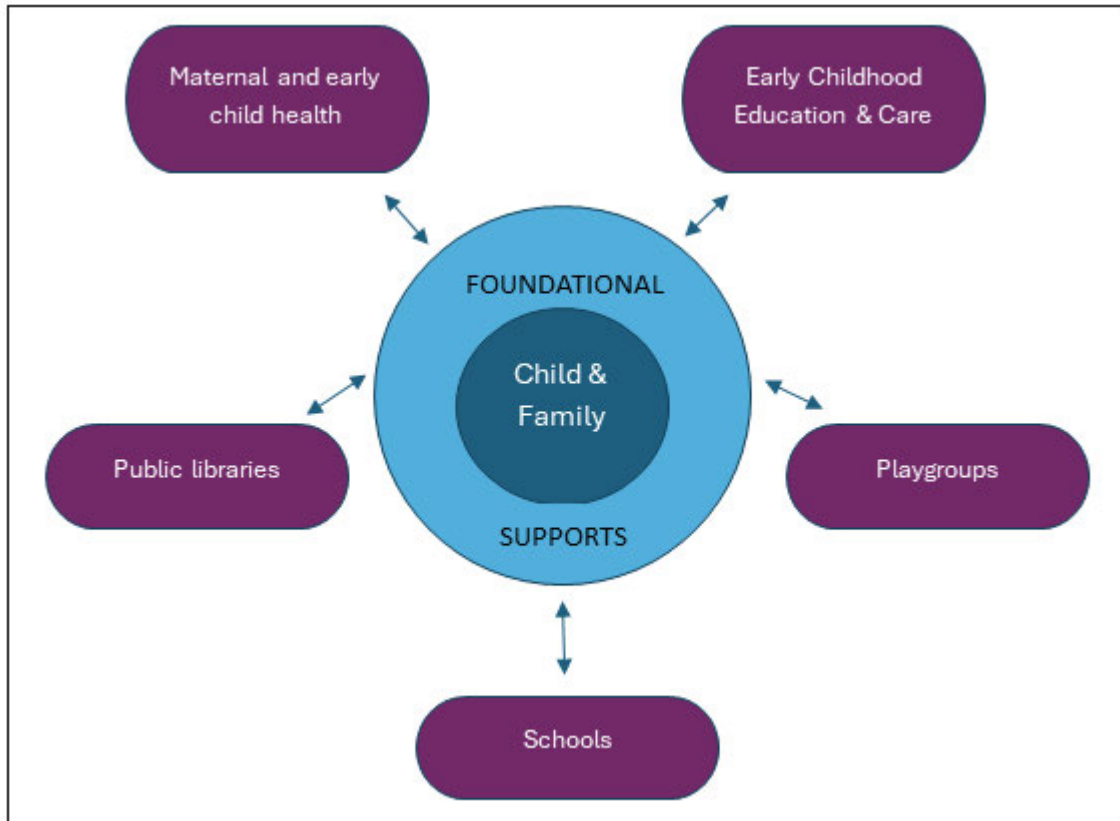 Maternal and early
child health
Early Childhood
Education & Care
FOUNDATIONAL
Child &
Family
SUPPORTS
Public libraries
Playgroups
Schools